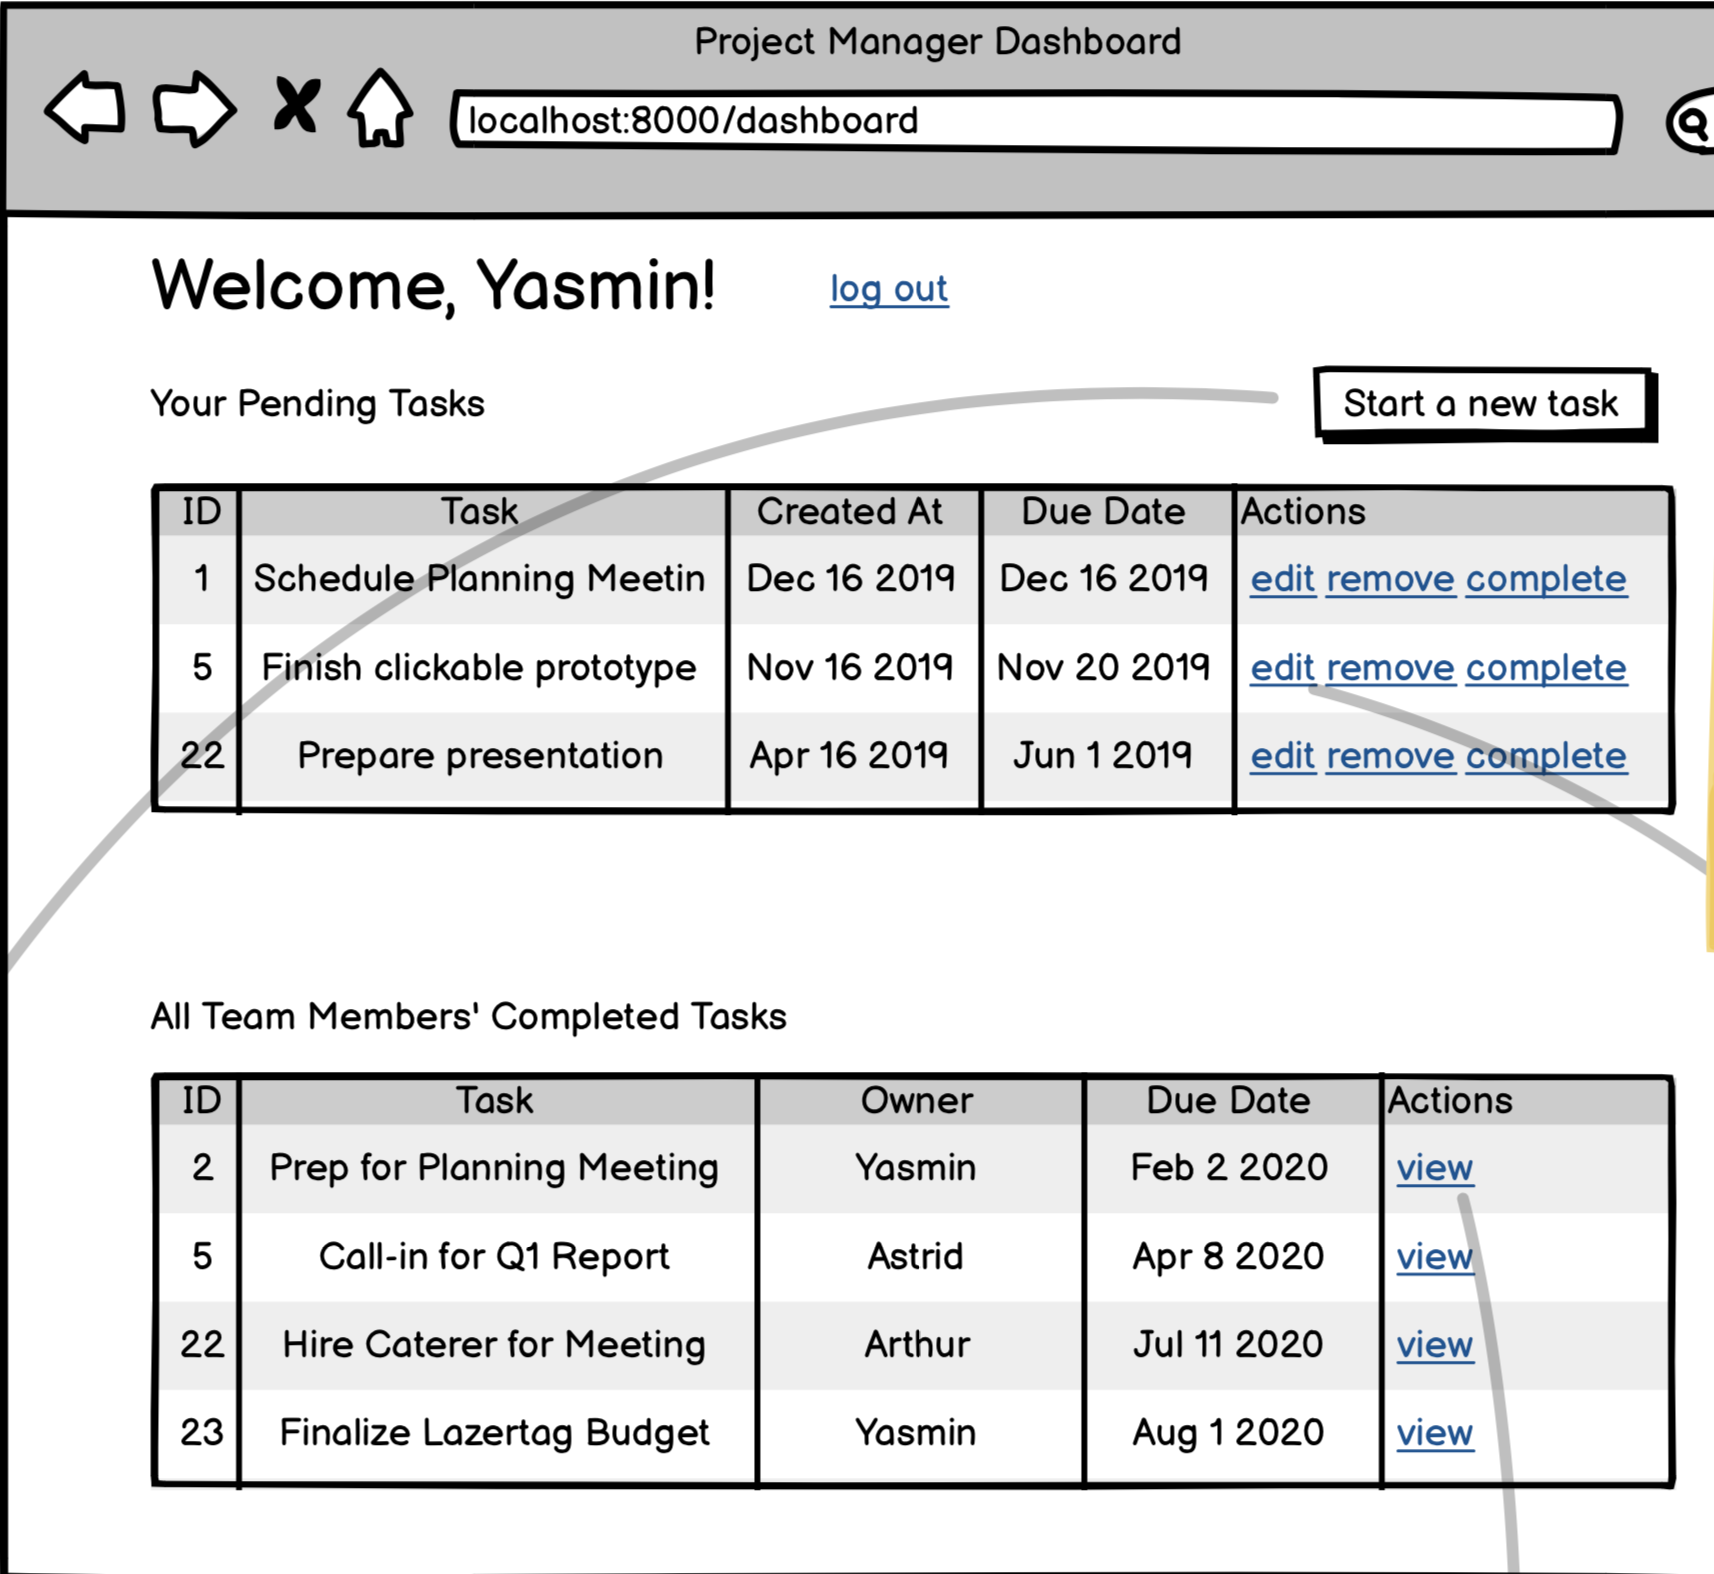 Project Manager Dashboard
localhost:8000/dashboard
Welcome, Yasmin! log out
Your Pending Tasks Start a new task
ID Task Created At Due Date Actions
1 Schedule Planning Meetin Dec 16 2019 Dec 16 2019 edit remove complete
5 Finish clickable prototype Nov 16 2019 Nov 20 2019 edit remove complete
22 Prepare presentation Apr 16 2019 Jun 1 2019 edit remove complete
All Team Members' Completed Tasks
ID Task Owner Due Date Actions
2 Prep for Planning Meeting Yasmin Feb 2 2020 view
5 Call-in for Q1 Report Astrid Apr 8 2020 view
22 Hire Caterer for Meeting Arthur Jul 11 2020 view
23 Finalize Lazertag Budget Yasmin Aug 1 2020 view